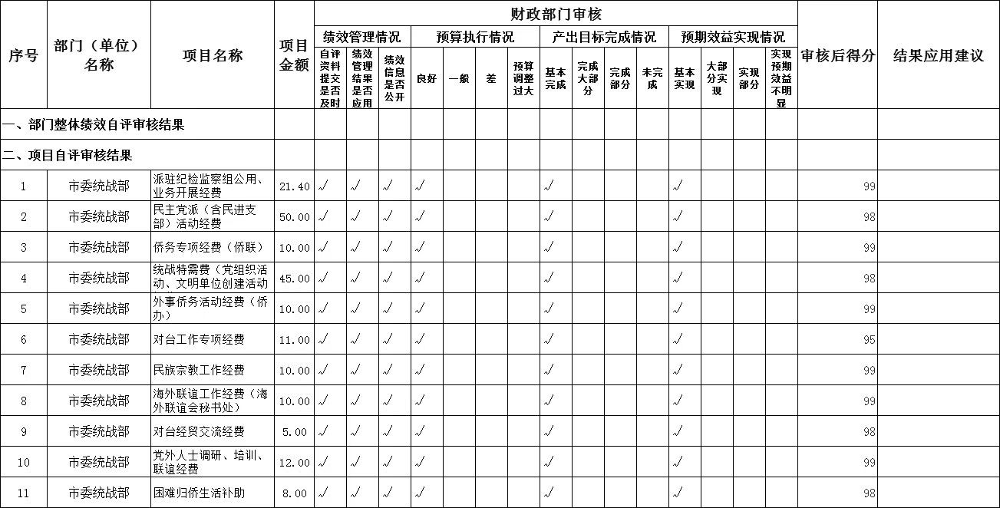 序号 部门（单位）名称 项目名称 项目金额 财政部门审核 审核后得分 结果应用建议
绩效管理情况 预算执行情况 产出目标完成情况 预期效益实现情况
自评资料提交是否及时 绩效管理结果是否应用 绩效信息是否公开 良好 一般 差 预算调整过大 基本完成 完成大部分 完成部分 未完成 基本实现 大部分实现 实现部分 实现预期效益不明显
一、部门整体绩效自评审核结果
二、项目自评审核结果
1 市委统战部 派驻纪检监察组公用、业务开展经费 21.40 √ √ √ √ √ √ 99
2 市委统战部 民主党派（含民进支部）活动经费 50.00 √ √ √ √ √ √ 98
3 市委统战部 侨务专项经费（侨联） 10.00 √ √ √ √ √ √ 99
4 市委统战部 统战特需费（党组织活动、文明单位创建活动 45.00 √ √ √ √ √ √ 98
5 市委统战部 外事侨务活动经费（侨办） 10.00 √ √ √ √ √ √ 99
6 市委统战部 对台工作专项经费 11.00 √ √ √ √ √ √ 95
7 市委统战部 民族宗教工作经费 10.00 √ √ √ √ √ √ 99
8 市委统战部 海外联谊工作经费（海外联谊会秘书处） 10.00 √ √ √ √ √ √ 99
9 市委统战部 对台经贸交流经费 5.00 √ √ √ √ √ √ 98
10 市委统战部 党外人士调研、培训、联谊经费 12.00 √ √ √ √ √ √ 99
11 市委统战部 困难归侨生活补助 8.00 √ √ √ √ √ √ 98